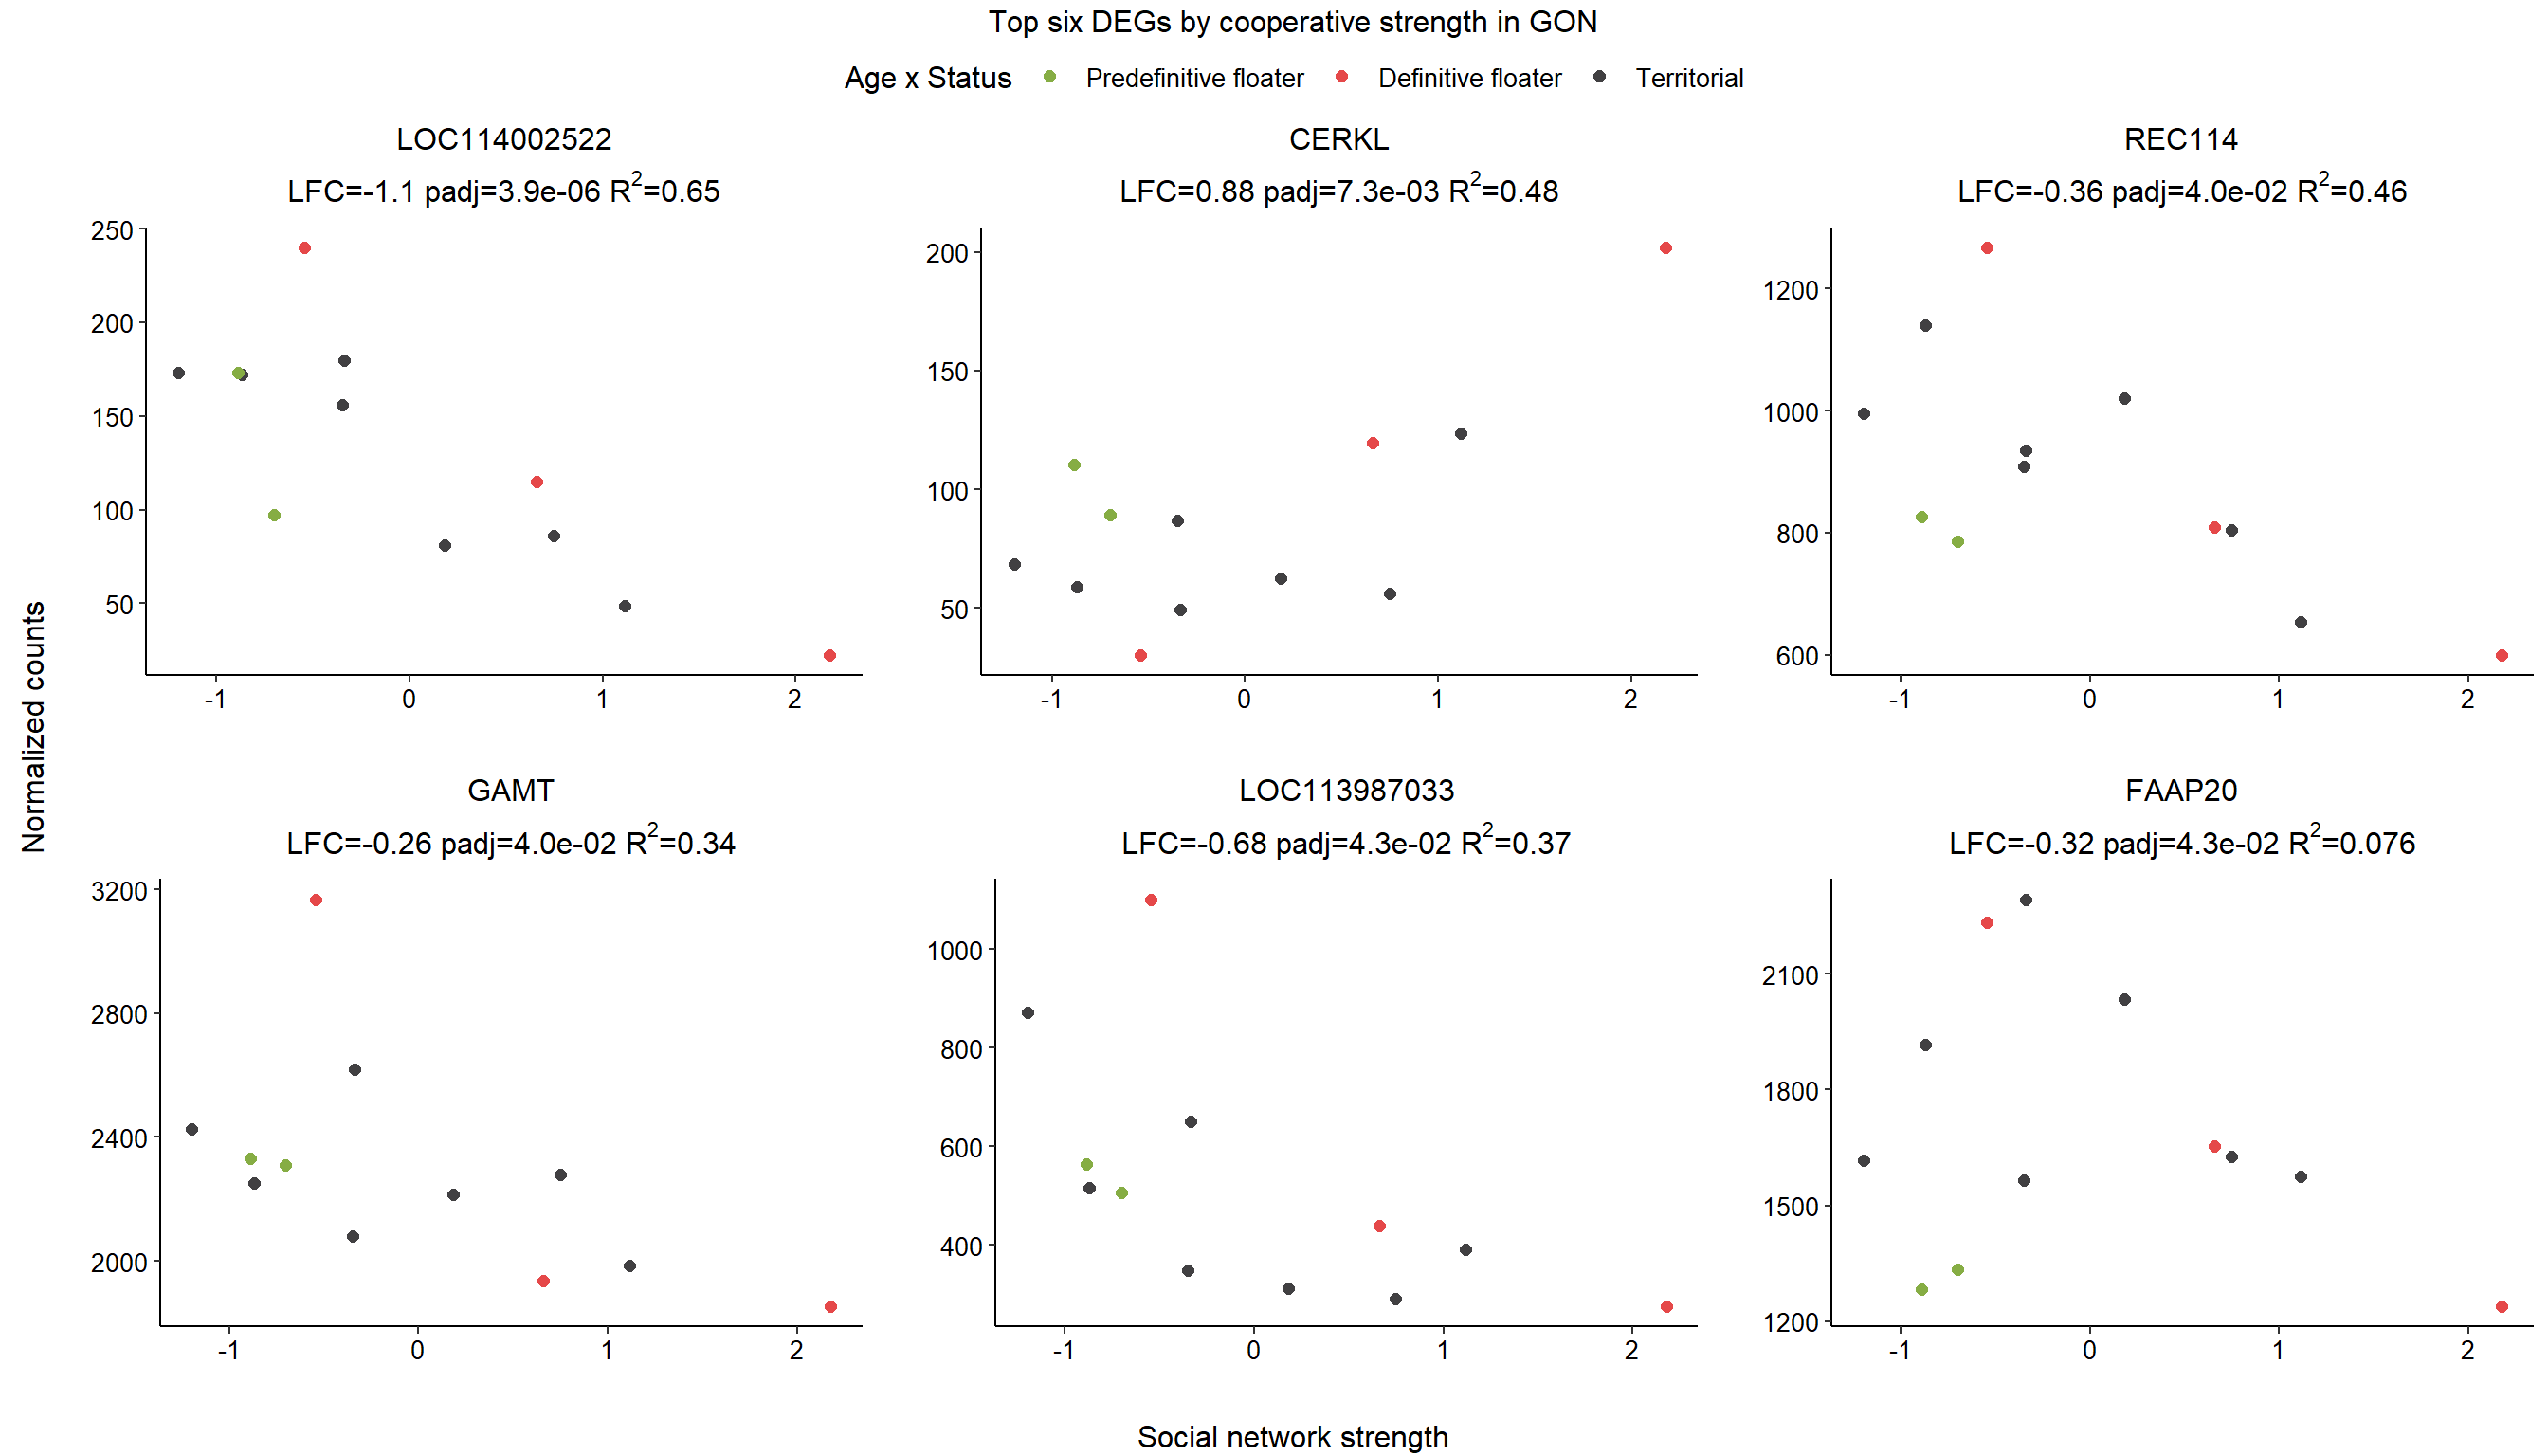 Top six DEGs by cooperative strength in GON
Age x Status Predefinitive floater Definitive floater Territorial
LOC114002522
LFC=-1.1 padj=3.9e-06 R²=0.65
250
200
150
100
50
-1 0 1 2
CERKL
LFC=0.88 padj=7.3e-03 R²=0.48
200
150
100
50
-1 0 1 2
REC114
LFC=-0.36 padj=4.0e-02 R²=0.46
1200
1000
800
600
-1 0 1 2
Normalized counts
GAMT
LFC=-0.26 padj=4.0e-02 R²=0.34
3200
2800
2400
2000
-1 0 1 2
LOC113987033
LFC=-0.68 padj=4.3e-02 R²=0.37
1000
800
600
400
-1 0 1 2
FAAP20
LFC=-0.32 padj=4.3e-02 R²=0.076
2100
1800
1500
1200
-1 0 1 2
Social network strength